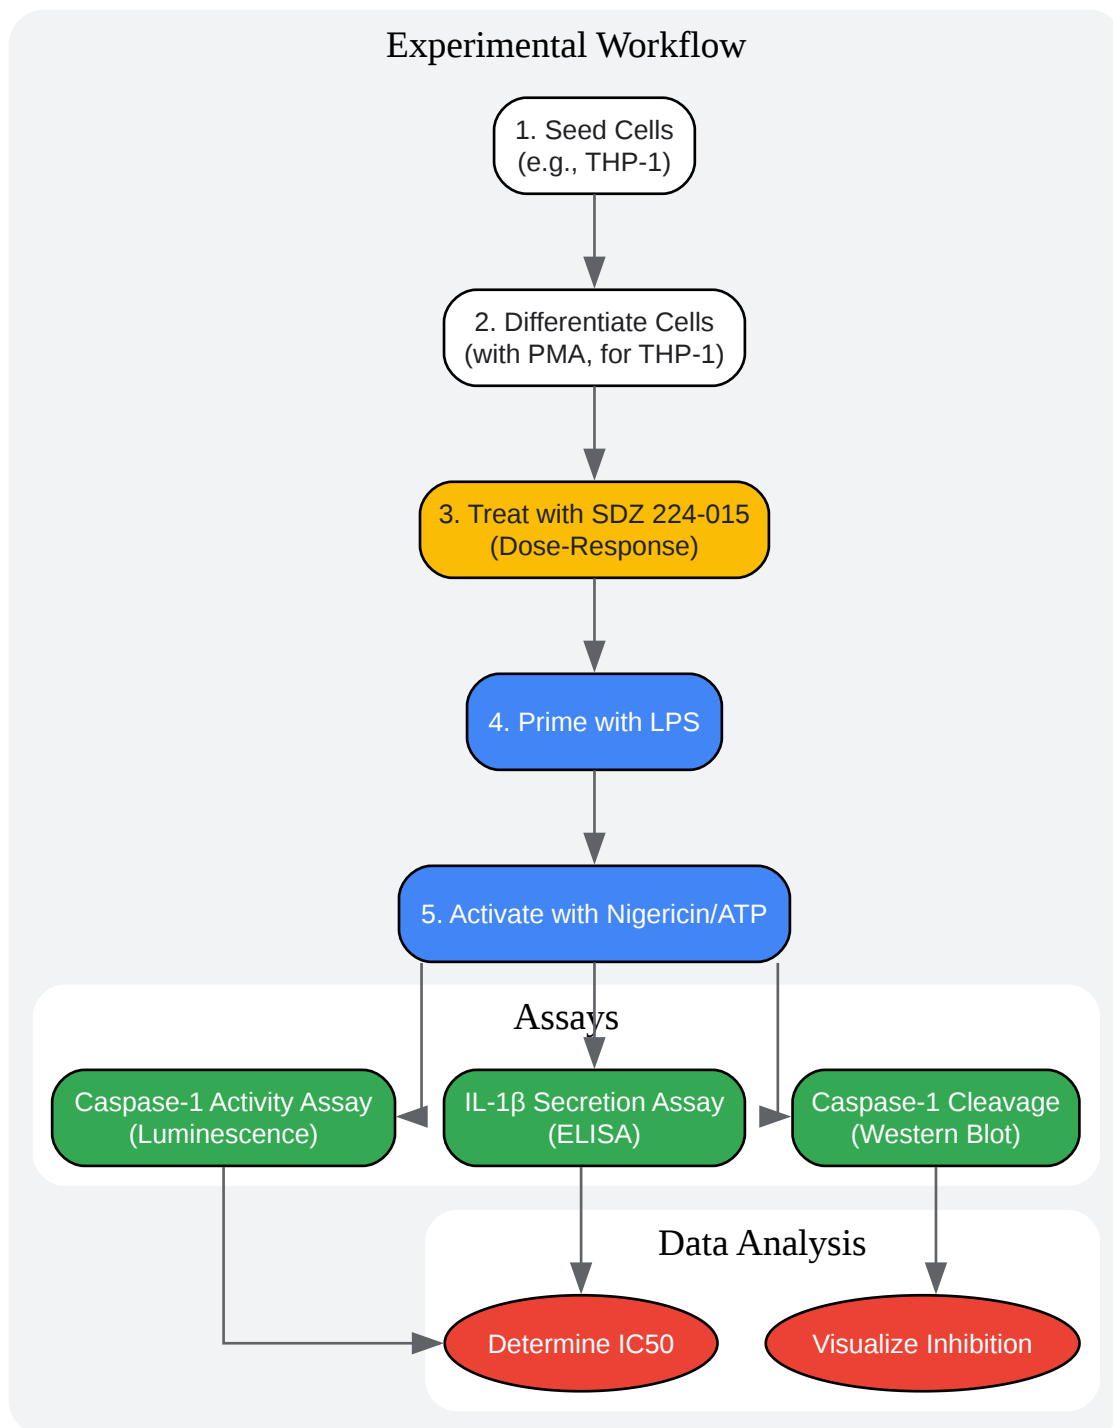 Experimental Workflow
1. Seed Cells
(e.g., THP-1)
2. Differentiate Cells
(with PMA, for THP-1)
3. Treat with SDZ 224-015
(Dose-Response)
4. Prime with LPS
5. Activate with Nigericin/ATP
Assays
Caspase-1 Activity Assay
(Luminescence)
IL-1β Secretion Assay
(ELISA)
Caspase-1 Cleavage
(Western Blot)
Data Analysis
Determine IC50
Visualize Inhibition